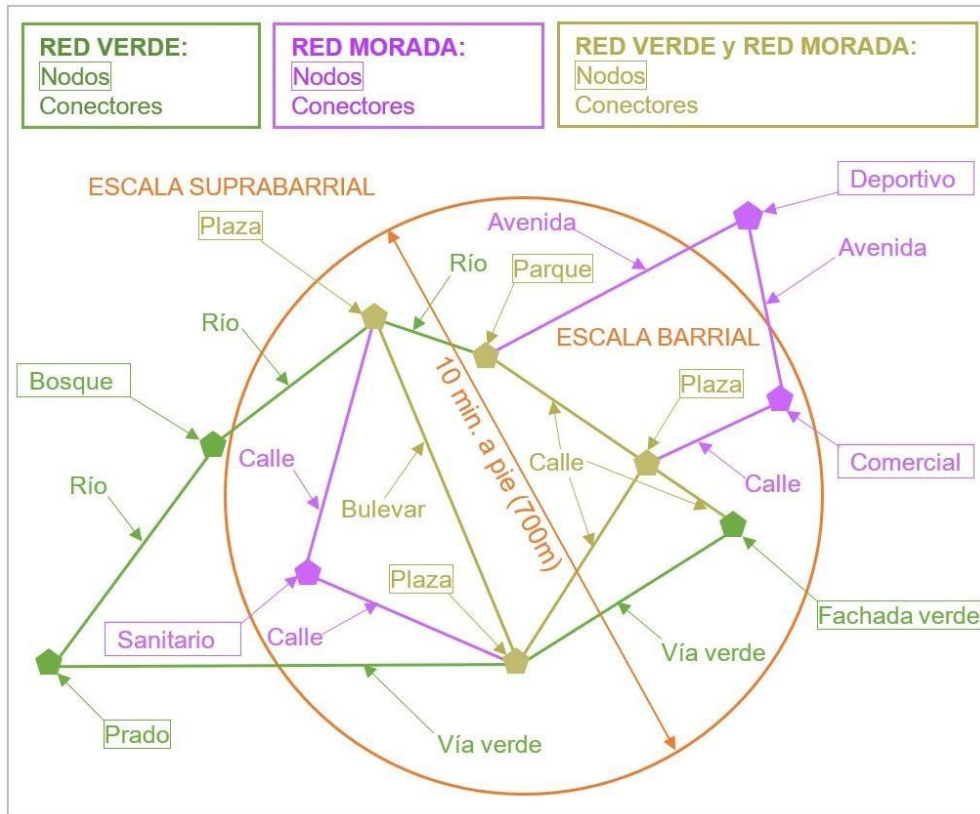 RED VERDE:
Nodos
Conectores
RED MORADA:
Nodos
Conectores
RED VERDE y RED MORADA:
Nodos
Conectores
ESCALA SUPRABARRIAL
Deportivo
Plaza
Avenida
Río
Parque
Avenida
Río
ESCALA BARRIAL
Bosque
10 min. a pie (700m)
Plaza
Calle
Calle
Comercial
Río
Calle
Bulevar
Plaza
Fachada verde
Sanitario
Calle
Vía verde
Prado
Vía verde